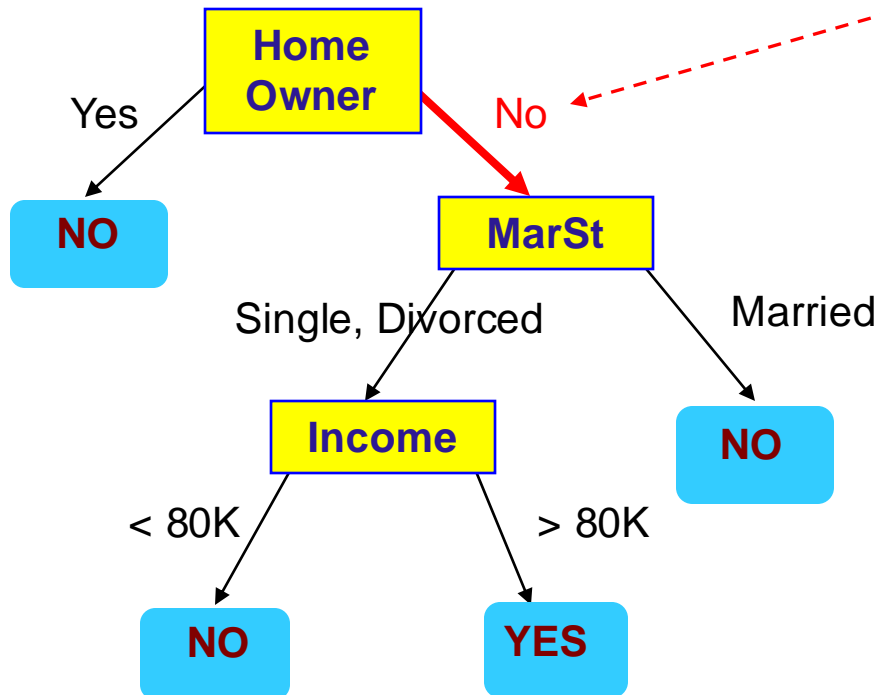 Home
Owner
Yes
No
NO
MarSt
Single, Divorced
Married
Income
NO
< 80K
> 80K
NO
YES